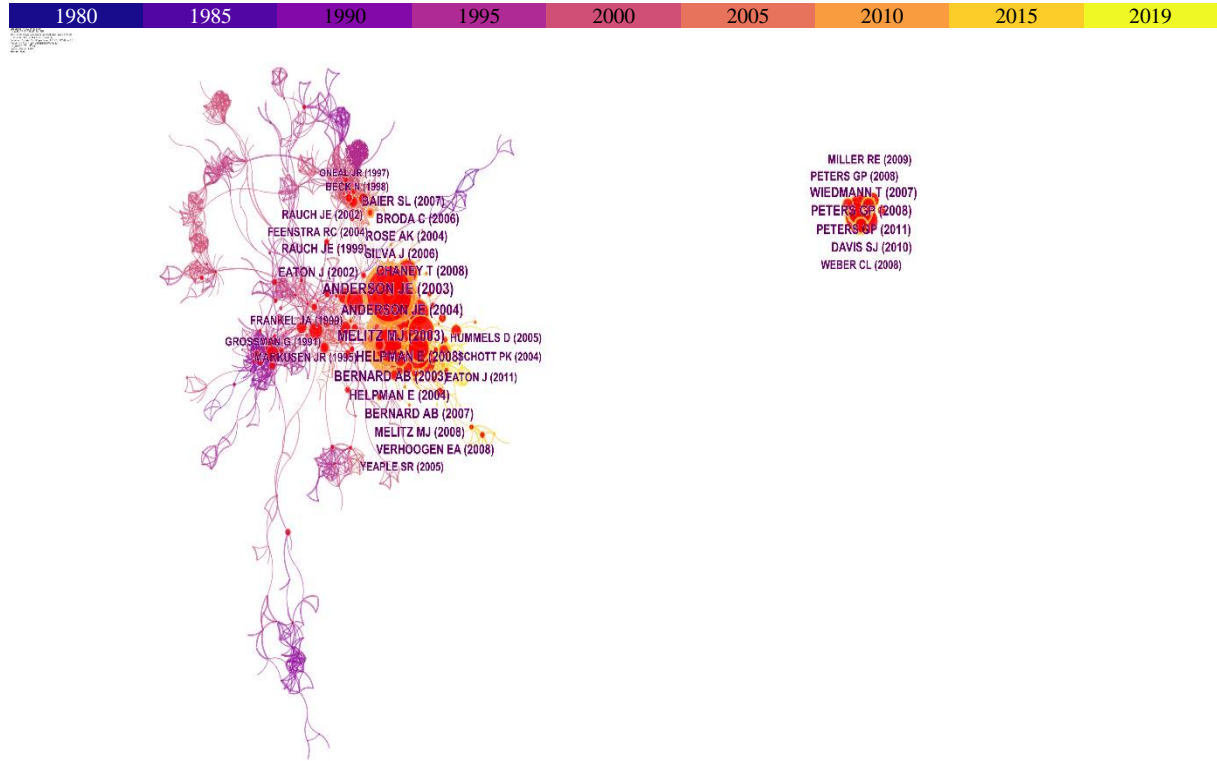 1980 1985 1990 1995 2000 2005 2010 2015 2019
ONEAL JR (1997)
BECK N (1998)
BAIER SL (2007)
RAUCH JE (2002)
BRODA C (2006)
FEENSTRA RC (2004)
ROSE AK (2004)
RAUCH JE (1999)
SILVA J (2006)
EATON J (2002)
CHANEY T (2008)
ANDERSON JE (2003)
ANDERSON JE (2004)
FRANKEL JA (1999)
MELITZ MJ (2003)
HUMMELS D (2005)
GROSSMAN G (1991)
MARKUSEN JR (1995)
HELPMAN E (2008)
SCHOTT PK (2004)
BERNARD AB (2003)
EATON J (2011)
HELPMAN E (2004)
BERNARD AB (2007)
MELITZ MJ (2008)
VERHOOGEN EA (2008)
YEAPLE SR (2005)
MILLER RE (2009)
PETERS GP (2008)
WIEDMANN T (2007)
PETERS GP (2008)
PETERS GP (2011)
DAVIS SJ (2010)
WEBER CL (2008)